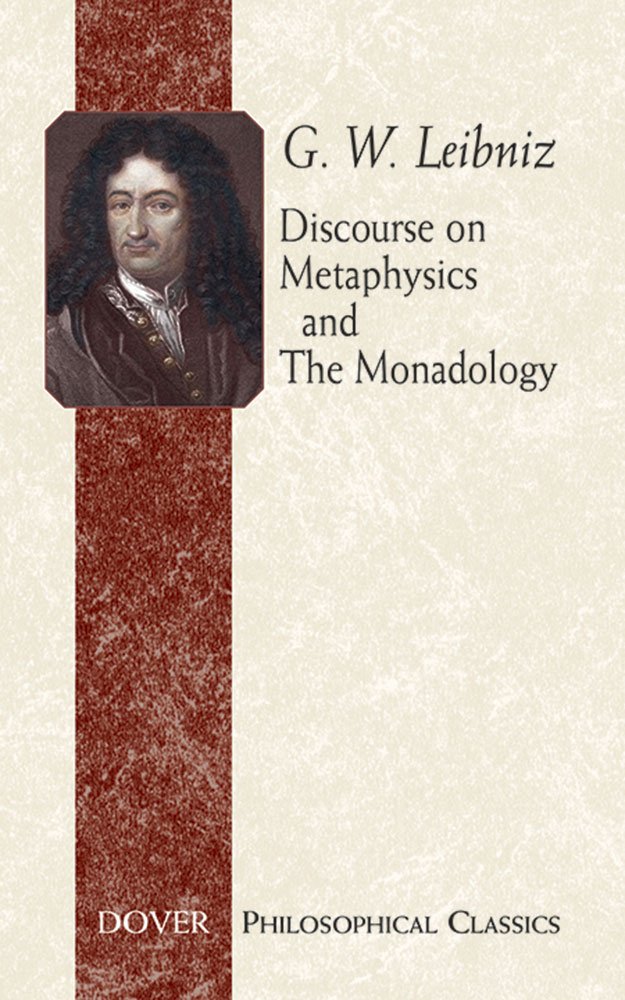 G. W. Leibniz
Discourse on
Metaphysics
and
The Monadology
DOVER PHILOSOPHICAL CLASSICS